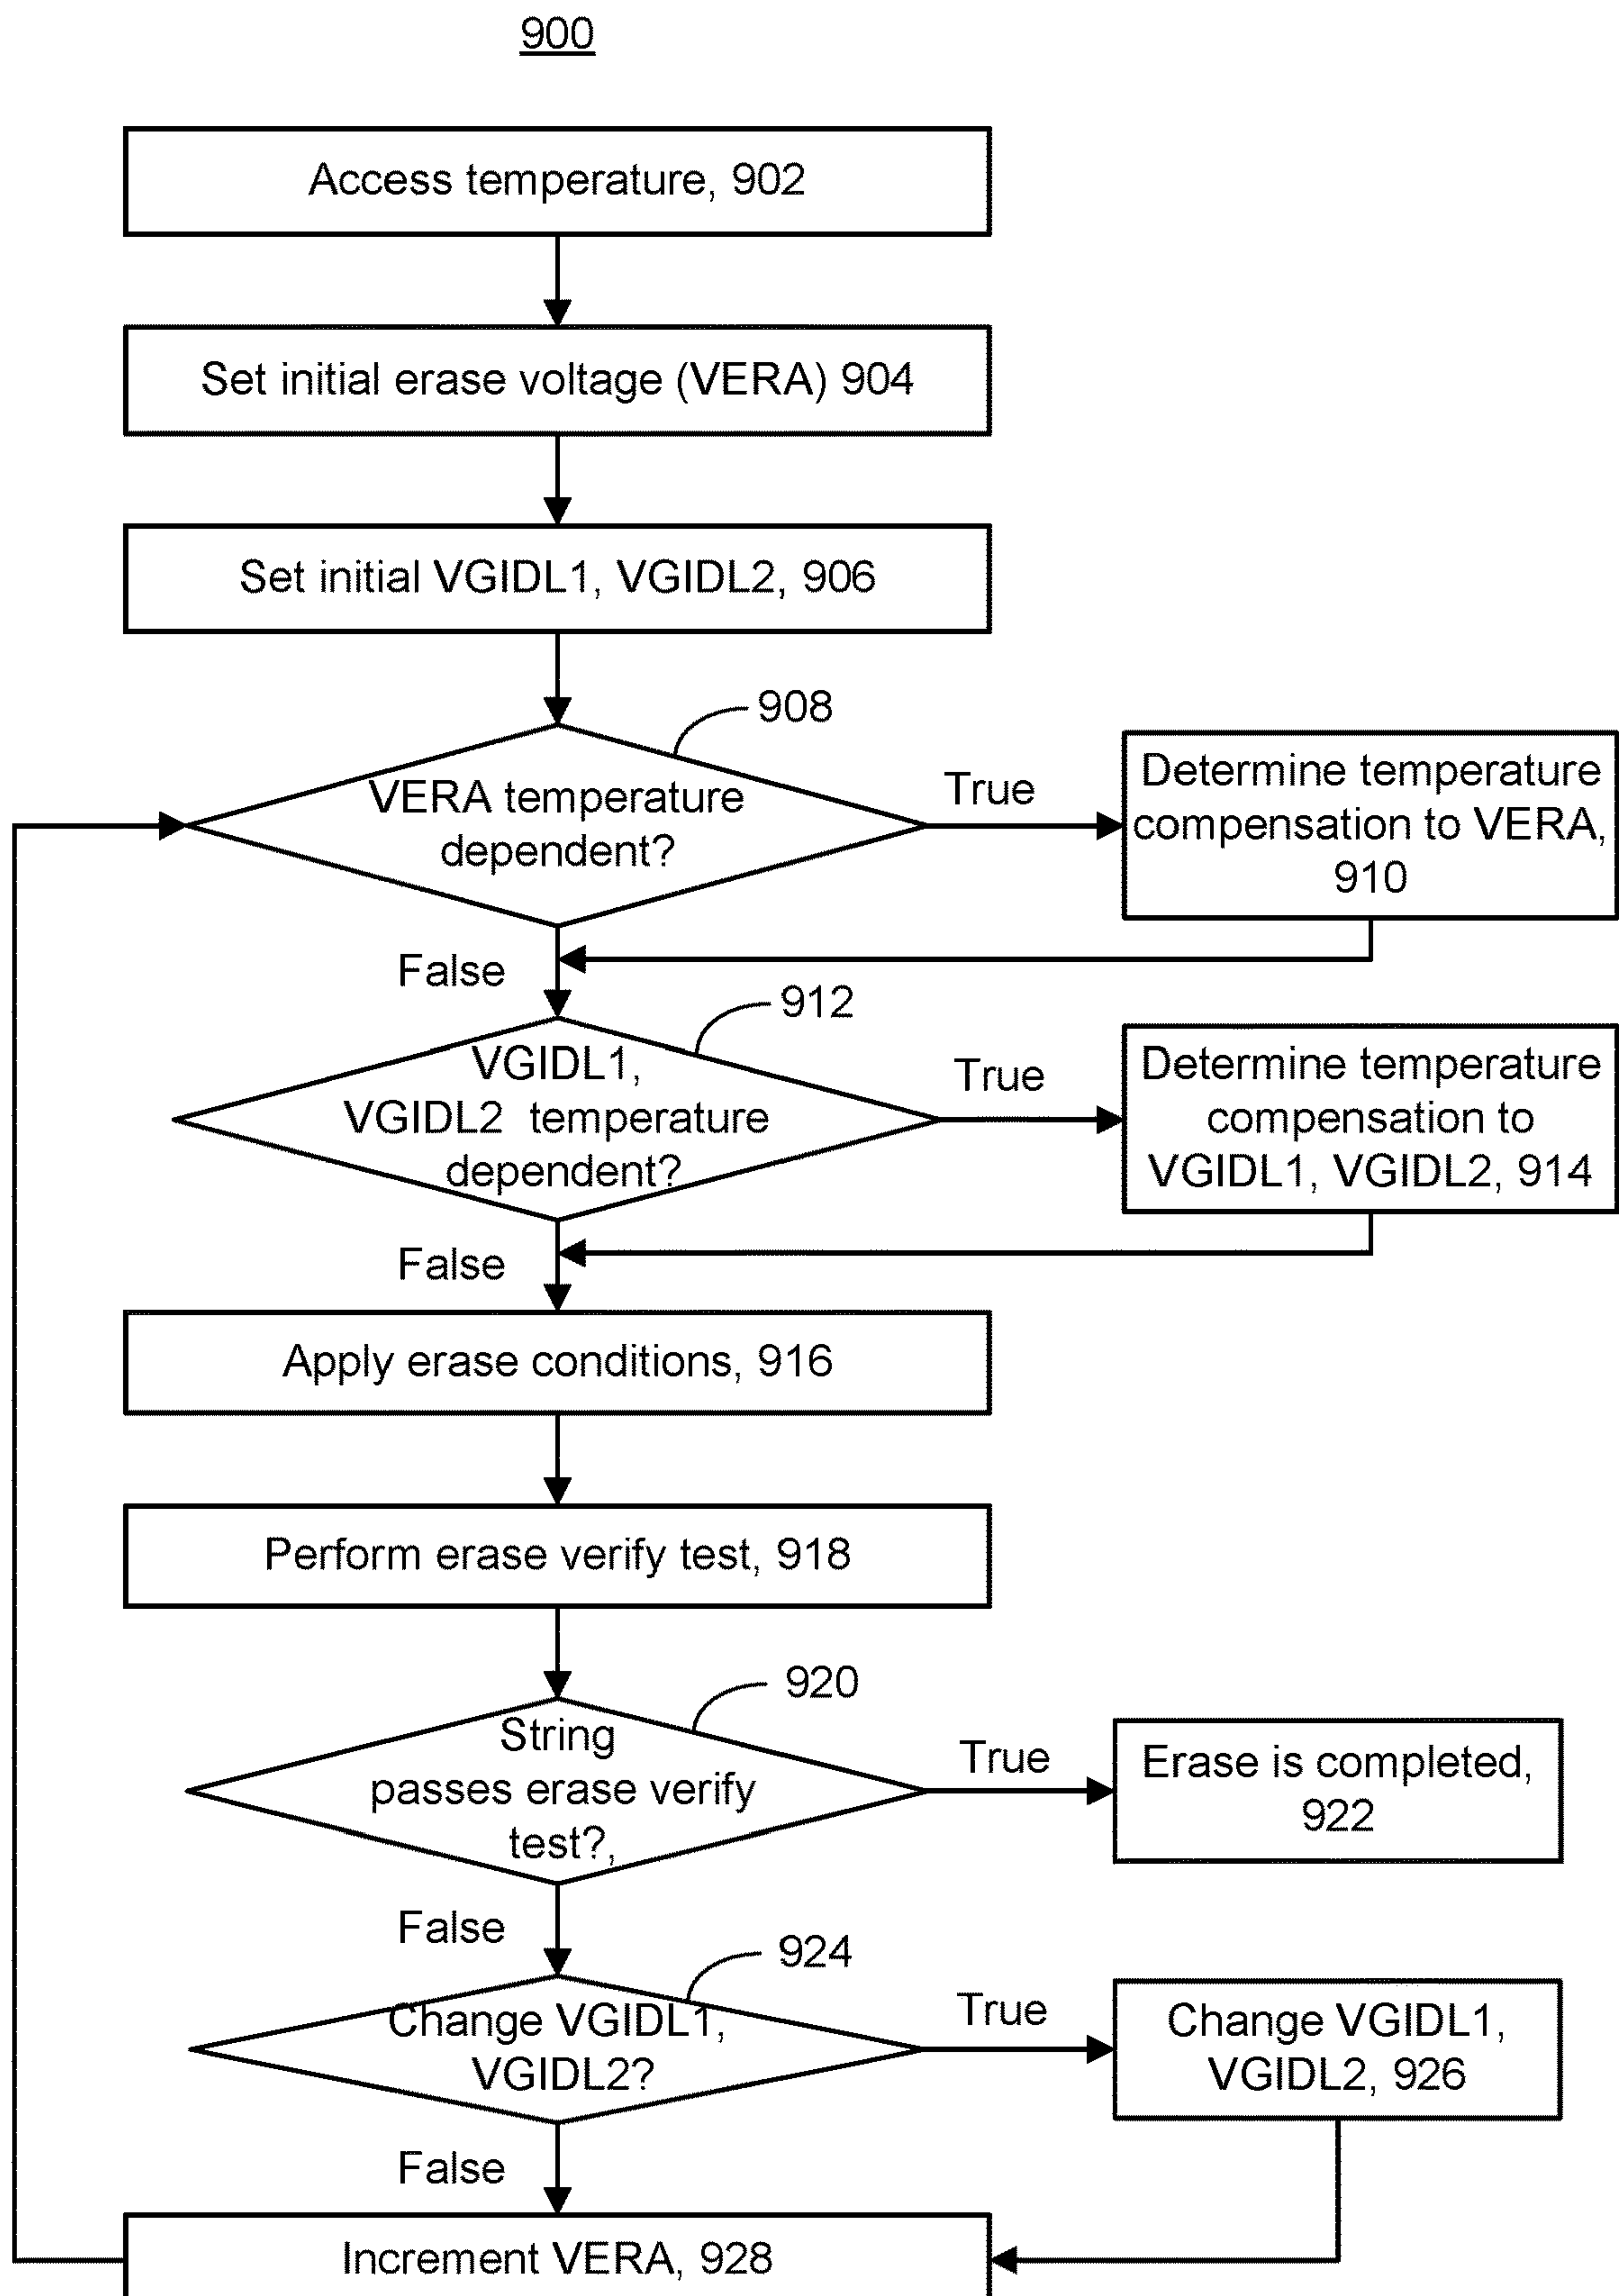 900
Access temperature, 902
Set initial erase voltage (VERA) 904
Set initial VGIDL1, VGIDL2, 906
908
VERA temperature
dependent?
True
Determine temperature
compensation to VERA,
910
False
912
VGIDL1,
VGIDL2 temperature
dependent?
True
Determine temperature
compensation to
VGIDL1, VGIDL2, 914
False
Apply erase conditions, 916
Perform erase verify test, 918
920
String
passes erase verify
test?,
True
Erase is completed,
922
False
924
Change VGIDL1,
VGIDL2?
True
Change VGIDL1,
VGIDL2, 926
False
Increment VERA, 928